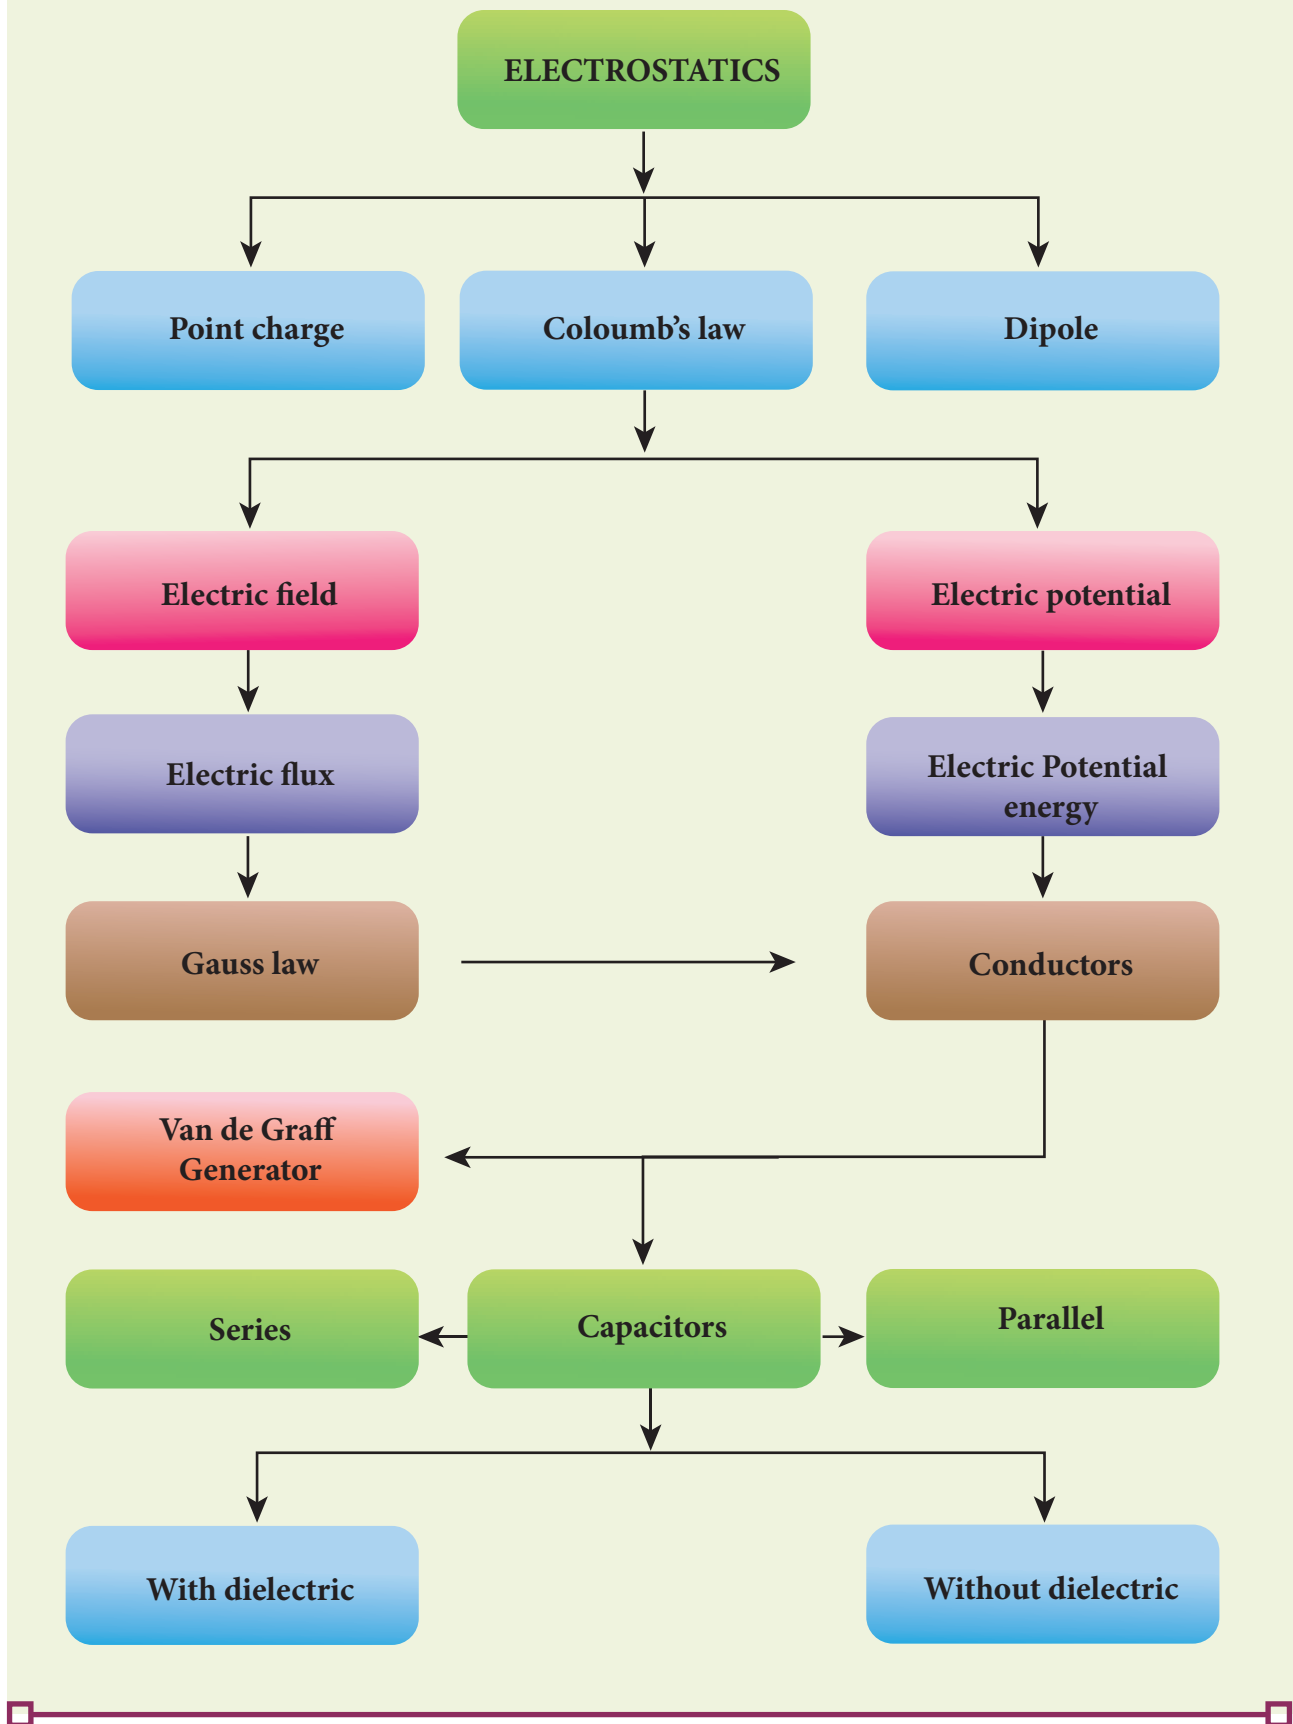 ELECTROSTATICS
Point charge
Coloumb's law
Dipole
Electric field
Electric potential
Electric flux
Electric Potential
energy
Gauss law
Conductors
Van de Graff
Generator
Series
Capacitors
Parallel
With dielectric
Without dielectric